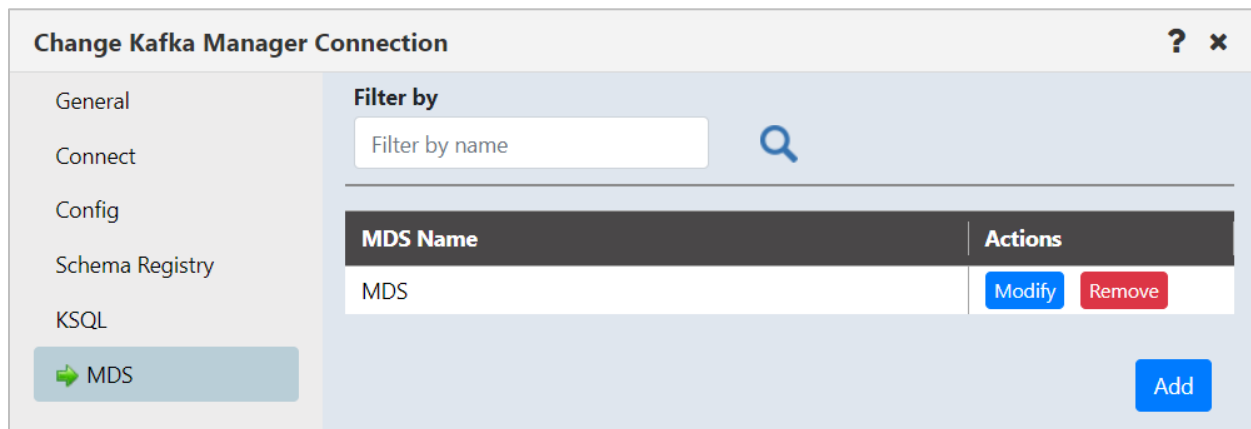 Change Kafka Manager Connection ? ×
General
Connect
Config
Schema Registry
KSQL
MDS
Filter by
Filter by name
MDS Name Actions
MDS Modify Remove
Add